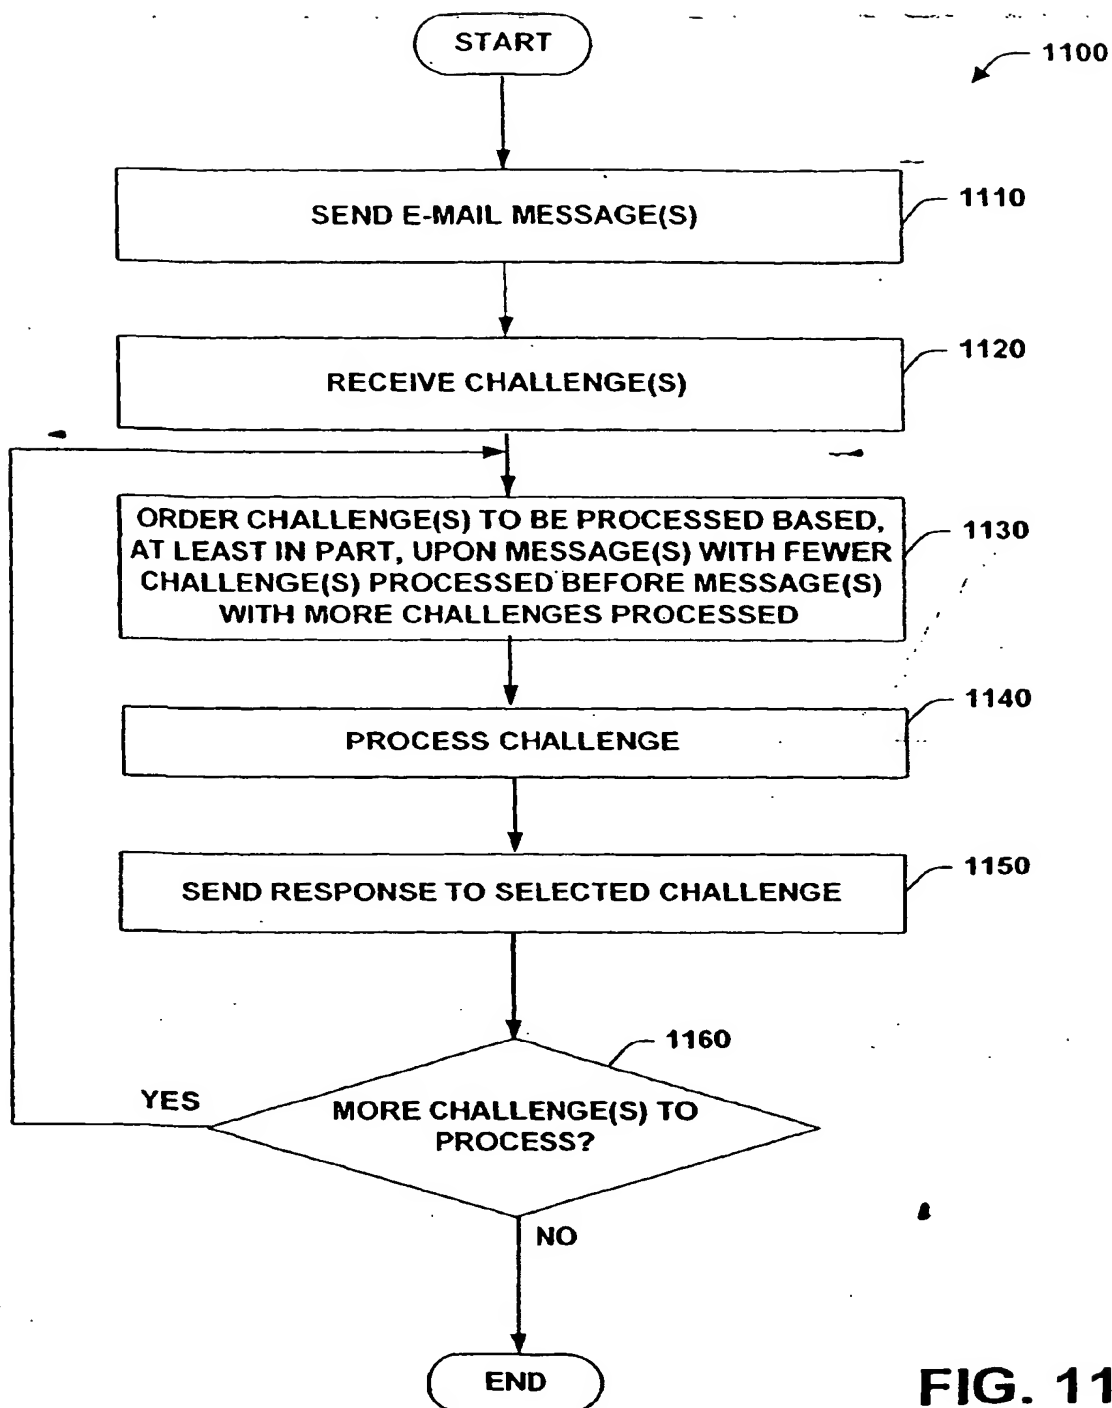 START
1100
SEND E-MAIL MESSAGE(S)
1110
RECEIVE CHALLENGE(S)
1120
ORDER CHALLENGE(S) TO BE PROCESSED BASED,
AT LEAST IN PART, UPON MESSAGE(S) WITH FEWER
CHALLENGE(S) PROCESSED BEFORE MESSAGE(S)
WITH MORE CHALLENGES PROCESSED
1130
PROCESS CHALLENGE
1140
SEND RESPONSE TO SELECTED CHALLENGE
1150
1160
YES
MORE CHALLENGE(S) TO
PROCESS?
NO
END
FIG. 11